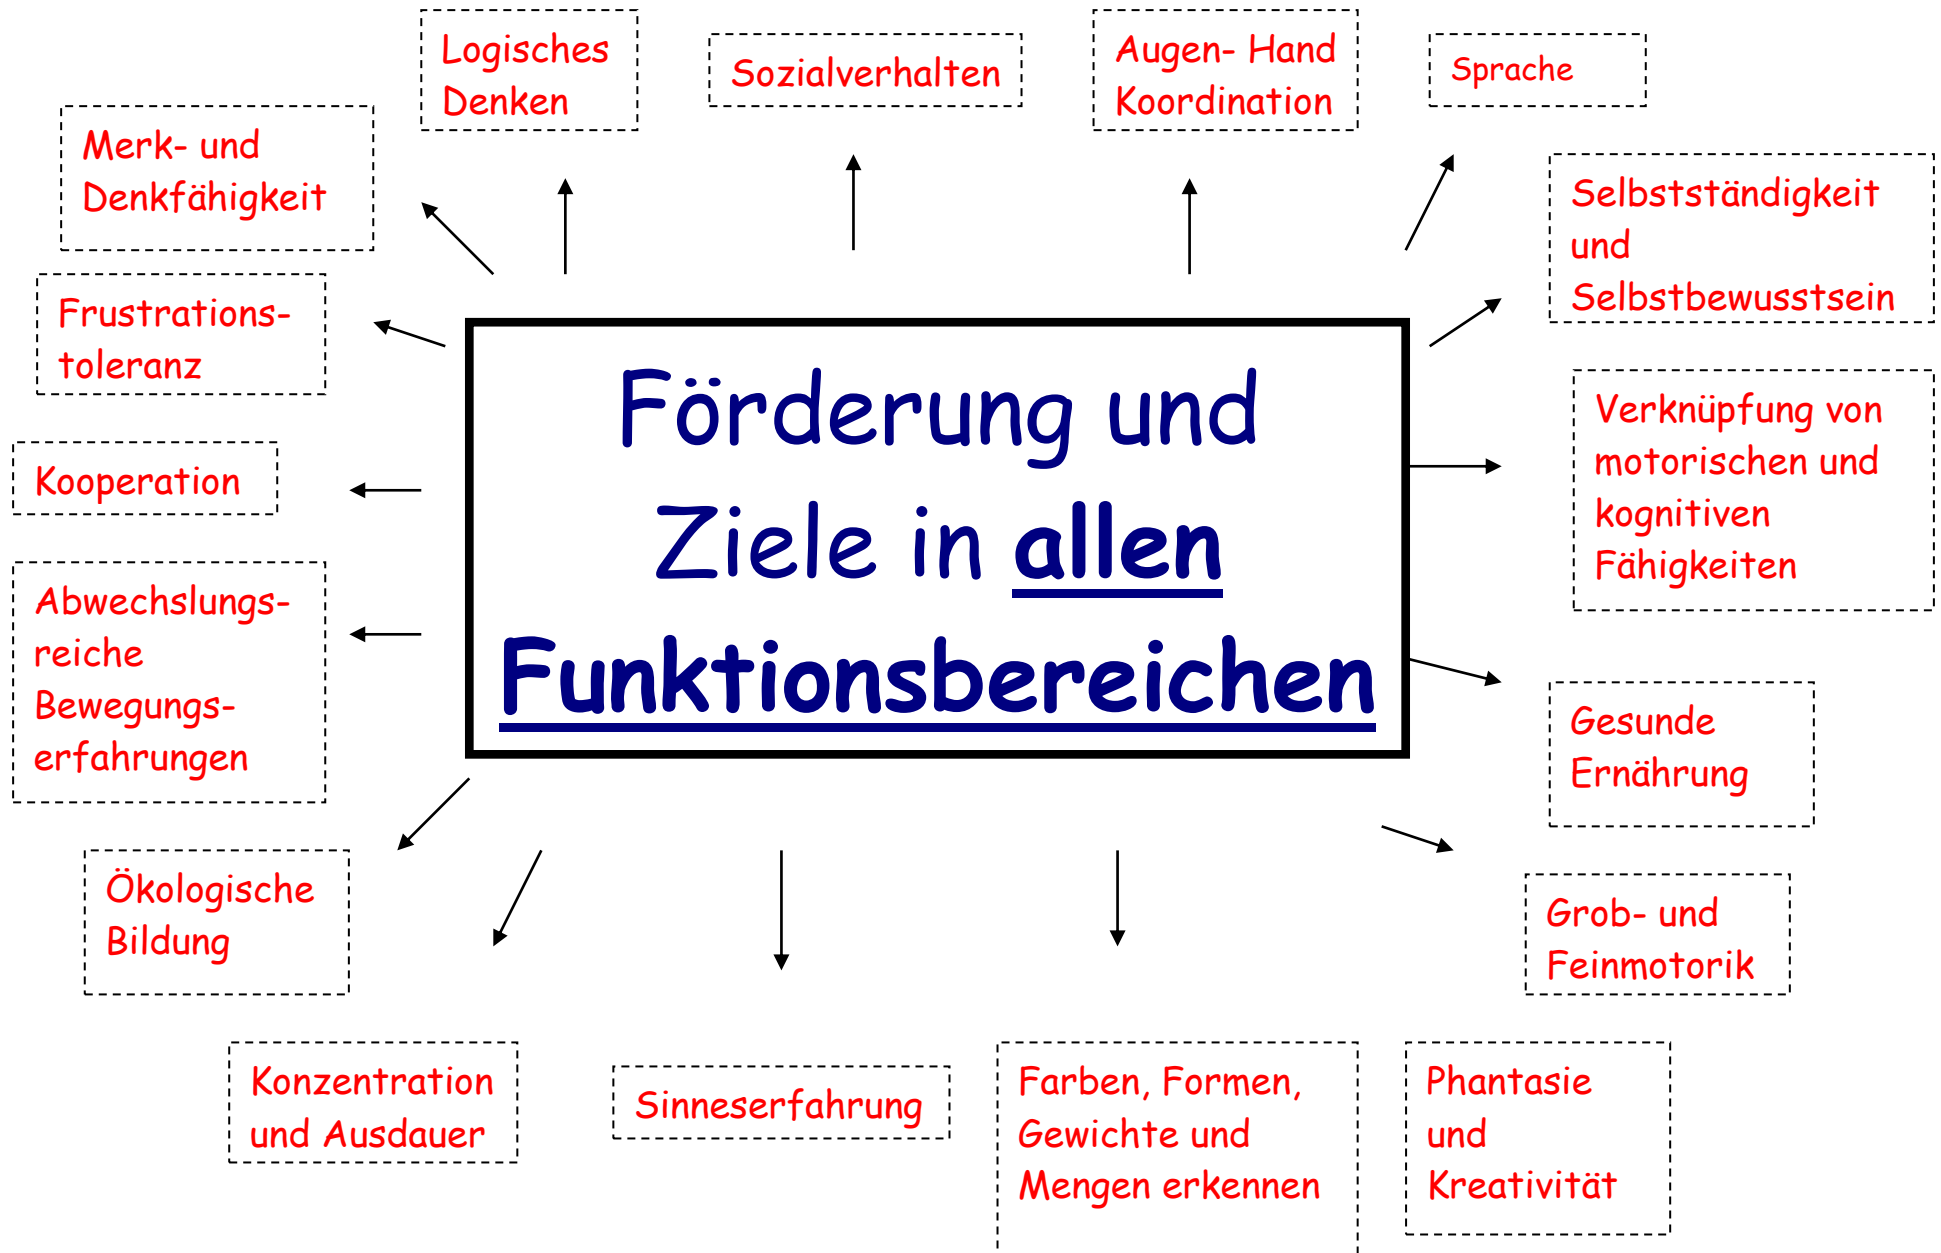 Logisches
Denken
Sozialverhalten
Augen- Hand
Koordination
Sprache
Merk- und
Denkfähigkeit
Selbstständigkeit
und
Selbstbewusstsein
Frustrations-
toleranz
Förderung und
Ziele in allen
Funktionsbereichen
Verknüpfung von
motorischen und
kognitiven
Fähigkeiten
Kooperation
Abwechslungs-
reiche
Bewegungs-
erfahrungen
Gesunde
Ernährung
Ökologische
Bildung
Grob- und
Feinmotorik
Konzentration
und Ausdauer
Sinneserfahrung
Farben, Formen,
Gewichte und
Mengen erkennen
Phantasie
und
Kreativität